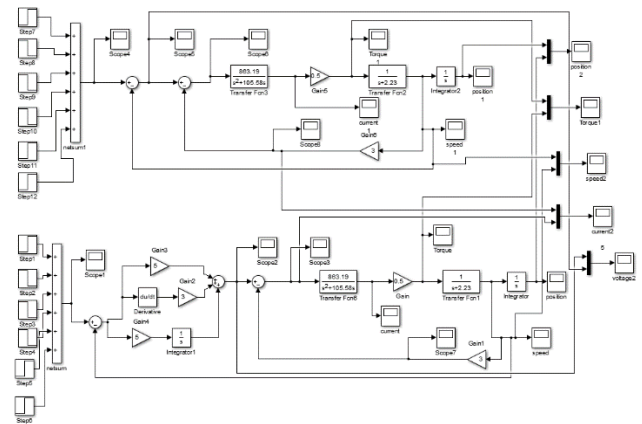 Step7
Step8
Step9
Step10
Step11
Step12
netsum1
Scope4
Scope5
Scope6
863.19
s²+105.58s
Transfer Fcn3
0.5
Gain5
Torque
1
1
s+2.23
Transfer Fcn2
1
s
Integrator2
position
1
position
2
Torque1
current
1
Scope8
Gain6
3
speed
1
speed2
current2
Torque
5
voltage2
Step1
Step2
Step3
Step4
Step5
Step6
netsum
Scope1
Gain3
5
Gain2
du/dt
Derivative
3
Gain4
5
1
s
Integrator1
Scope2
Scope3
863.19
s²+105.58s
Transfer Fcn6
0.5
Gain
1
s+2.23
Transfer Fcn1
1
s
Integrator
position
current
Scope7
Gain1
3
speed